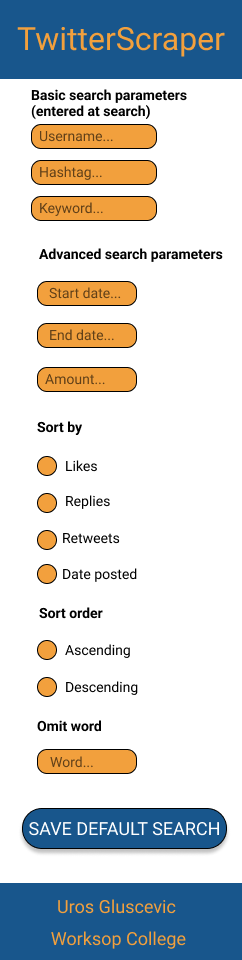 TwitterScraper
Basic search parameters
(entered at search)
Username...
Hashtag...
Keyword...
Advanced search parameters
Start date...
End date...
Amount...
Sort by
Likes
Replies
Retweets
Date posted
Sort order
Ascending
Descending
Omit word
Word...
SAVE DEFAULT SEARCH
Uros Gluscevic
Worksop College